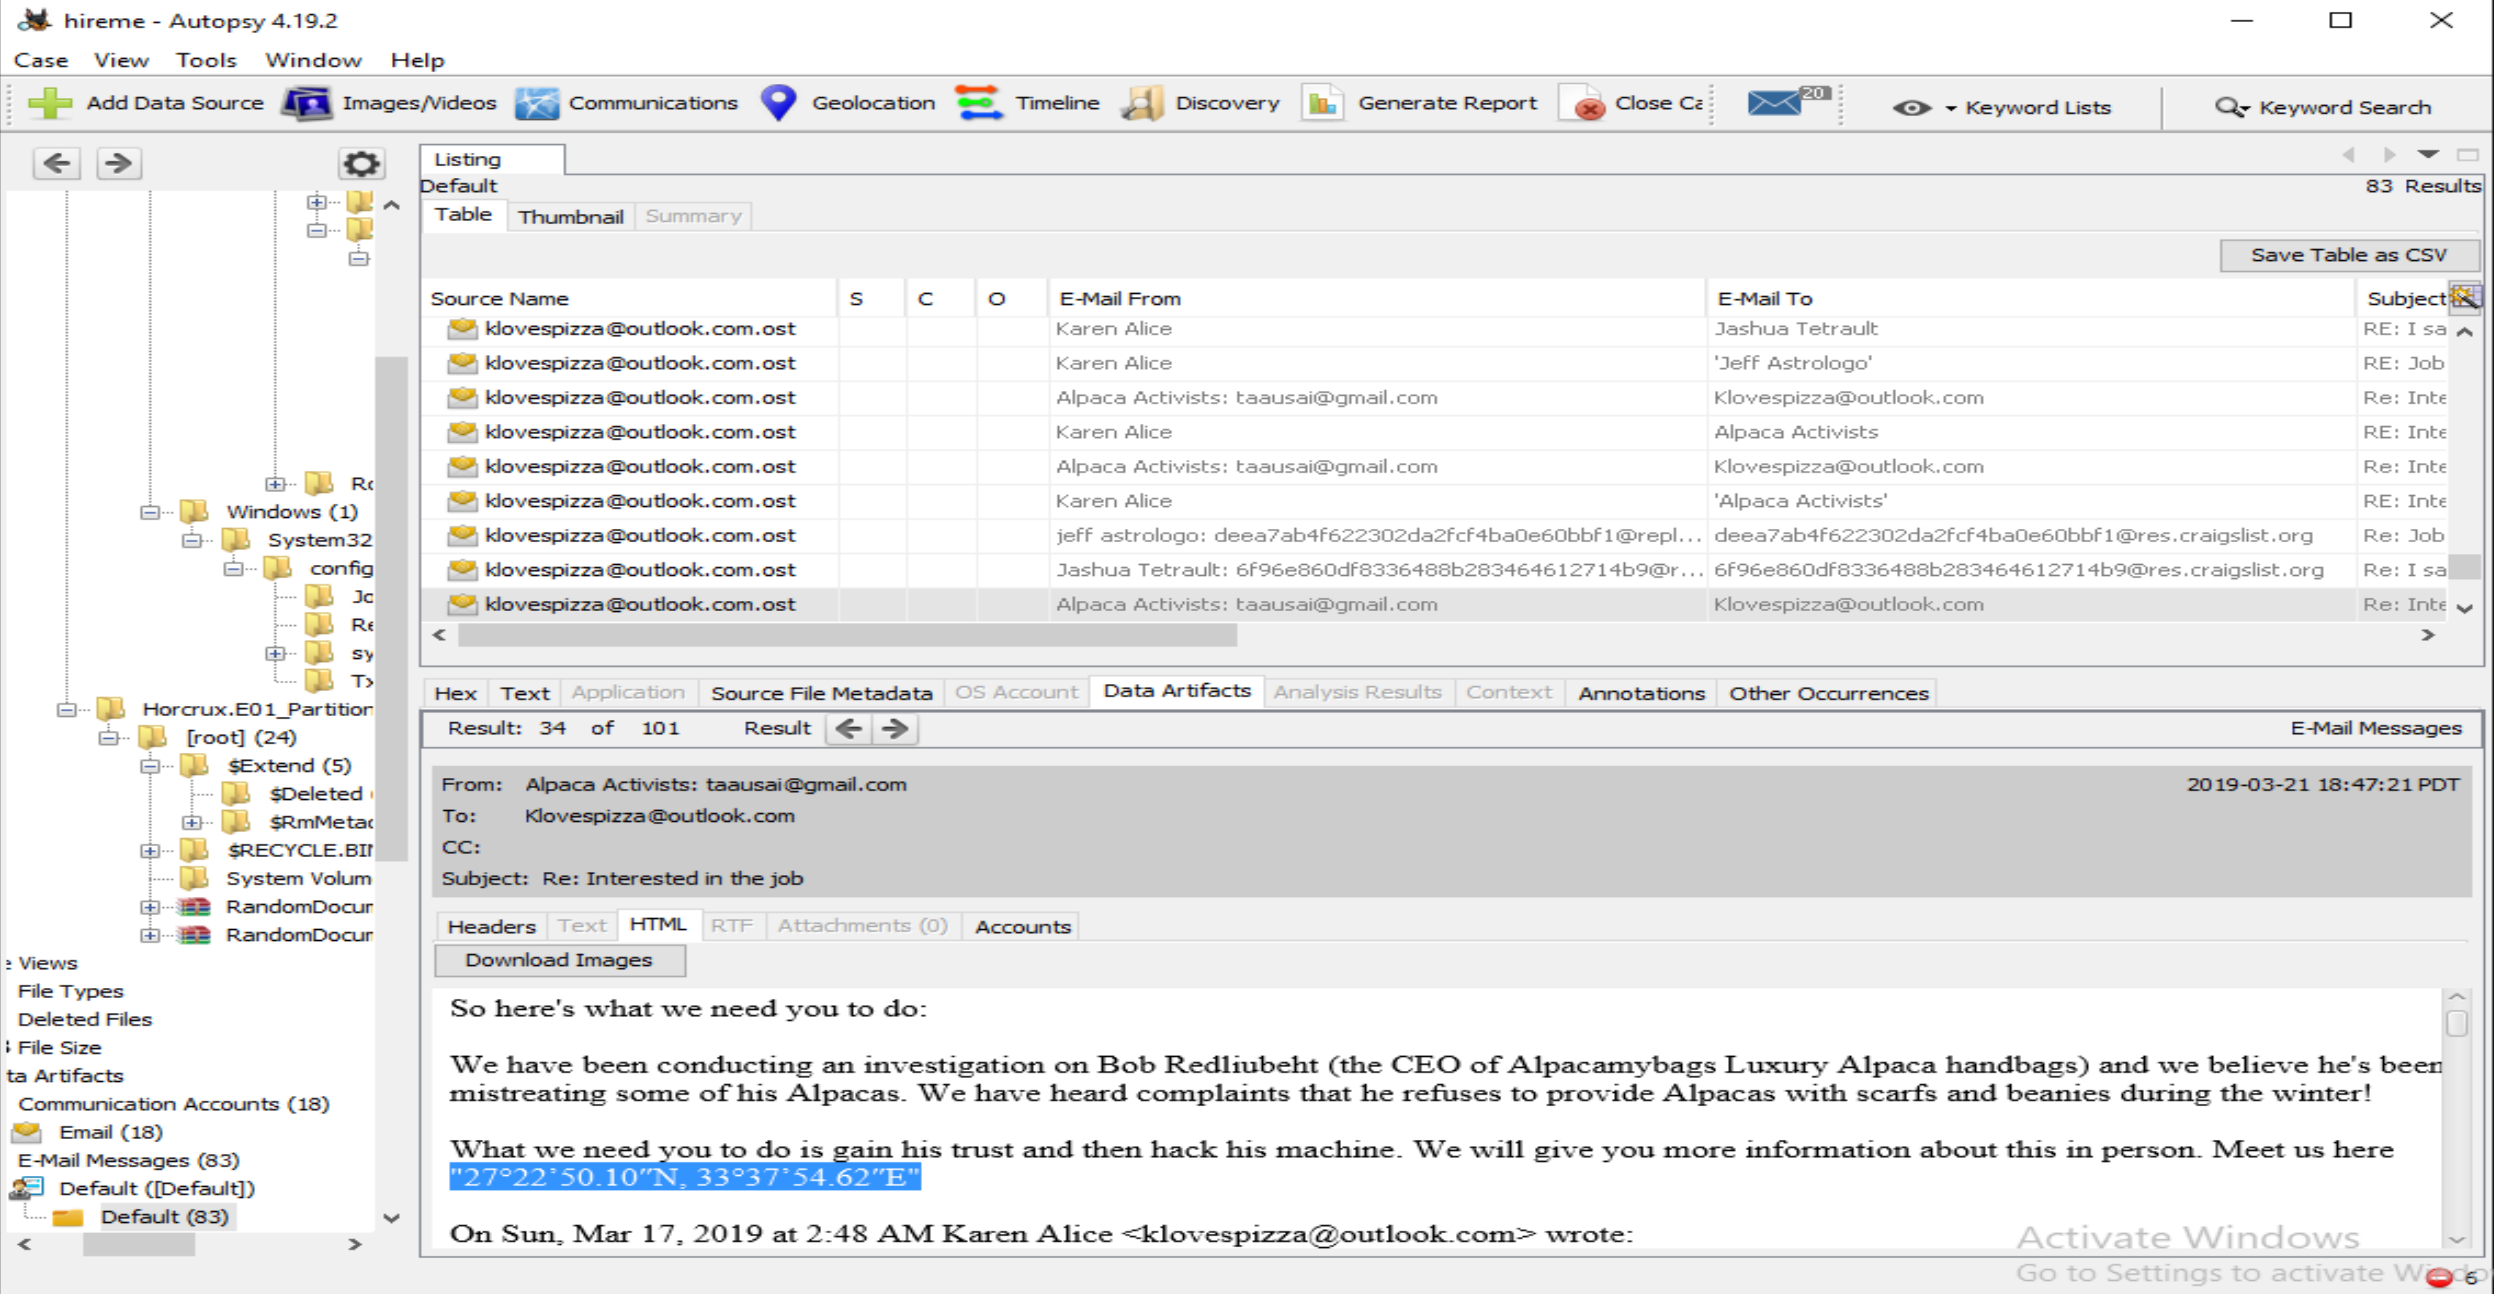 hireme - Autopsy 4.19.2
Case View Tools Window Help
Add Data Source Images/Videos Communications Geolocation Timeline Discovery Generate Report Close Ca 20 Keyword Lists Keyword Search
Listing
Default 83 Results
Table Thumbnail Summary
Save Table as CSV
Source Name S C O E-Mail From E-Mail To Subject
klovespizza@outlook.com.ost Karen Alice Jashua Tetrault RE: I sa
klovespizza@outlook.com.ost Karen Alice 'Jeff Astrologo' RE: Job
klovespizza@outlook.com.ost Alpaca Activists: taausai@gmail.com Klovespizza@outlook.com Re: Inte
klovespizza@outlook.com.ost Karen Alice Alpaca Activists RE: Inte
klovespizza@outlook.com.ost Alpaca Activists: taausai@gmail.com Klovespizza@outlook.com Re: Inte
klovespizza@outlook.com.ost Karen Alice 'Alpaca Activists' RE: Inte
klovespizza@outlook.com.ost jeff astrologo: deea7ab4f622302da2fcf4ba0e60bbf1@repl... deea7ab4f622302da2fcf4ba0e60bbf1@res.craigslist.org Re: Job
klovespizza@outlook.com.ost Jashua Tetrault: 6f96e860df8336488b283464612714b9@r... 6f96e860df8336488b283464612714b9@res.craigslist.org Re: I sa
klovespizza@outlook.com.ost Alpaca Activists: taausai@gmail.com Klovespizza@outlook.com Re: Inte
Rc
Windows (1)
System32
config
Jc
Re
sy
Tx
Horcrux.E01_Partition
[root] (24)
$Extend (5)
$Deleted
$RmMetac
$RECYCLE.BI
System Volum
RandomDocur
RandomDocur
e Views
File Types
Deleted Files
File Size
ta Artifacts
Communication Accounts (18)
Email (18)
E-Mail Messages (83)
Default ([Default])
Default (83)
Hex Text Application Source File Metadata OS Account Data Artifacts Analysis Results Context Annotations Other Occurrences
Result: 34 of 101 Result E-Mail Messages
From: Alpaca Activists: taausai@gmail.com 2019-03-21 18:47:21 PDT
To: Klovespizza@outlook.com
CC:
Subject: Re: Interested in the job
Headers Text HTML RTF Attachments (0) Accounts
Download Images
So here's what we need you to do:
We have been conducting an investigation on Bob Redliubeht (the CEO of Alpacamybags Luxury Alpaca handbags) and we believe he's been
mistreating some of his Alpacas. We have heard complaints that he refuses to provide Alpacas with scarfs and beanies during the winter!
What we need you to do is gain his trust and then hack his machine. We will give you more information about this in person. Meet us here
"27°22’50.10″N, 33°37’54.62″E"
On Sun, Mar 17, 2019 at 2:48 AM Karen Alice <klovespizza@outlook.com> wrote:
Activate Windows
Go to Settings to activate Windo
6